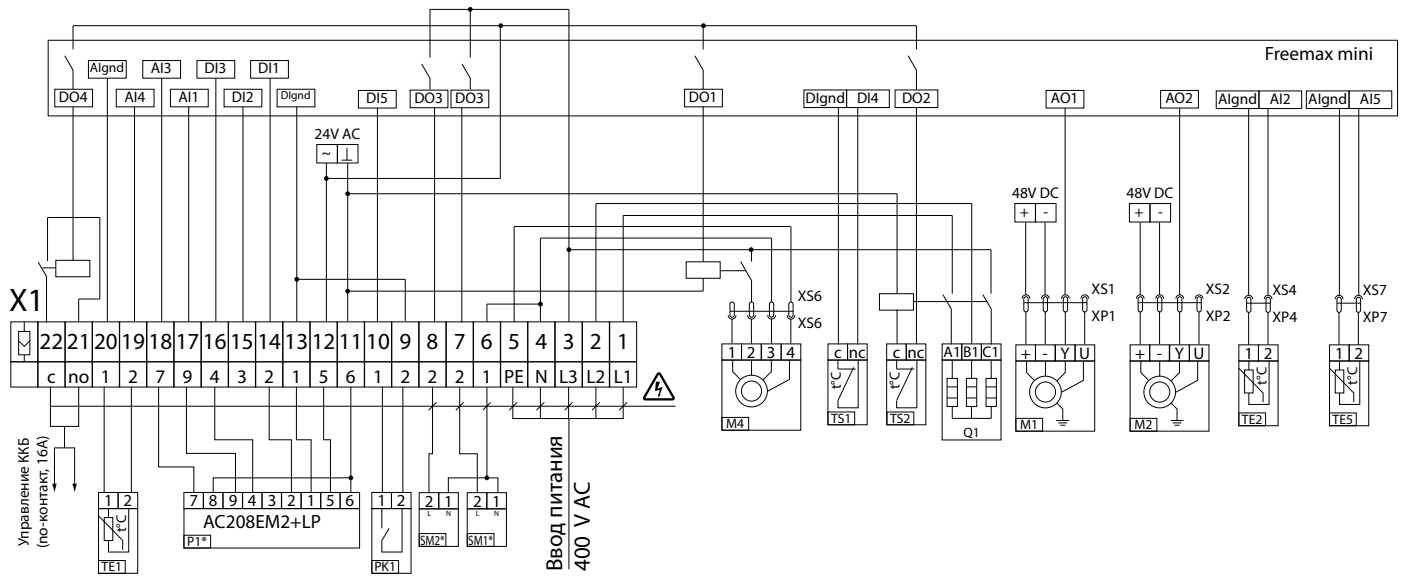 Freemax mini
AIgnd AI3 DI3 DI1
DO4 AI4 AI1 DI2 DIgnd DI5 DO3 DO3 DO1 DIgnd DI4 DO2 AO1 AO2 AIgnd AI2 AIgnd AI5
24V AC
~ ⊥
48V DC 48V DC
+ - + -
XS6 XS1 XS2 XS4 XS7
XS6 XP1 XP2 XP4 XP7
X1
22 21 20 19 18 17 16 15 14 13 12 11 10 9 8 7 6 5 4 3 2 1
c no 1 2 7 9 4 3 2 1 5 6 1 2 2 2 1 PE N L3 L2 L1
1 2 3 4 c nc c nc A1 B1 C1 + - Y U + - Y U 1 2 1 2
t°C t°C t°C t°C
M4 TS1 TS2 Q1 M1 M2 TE2 TE5
Управление ККБ
(no-контакт, 16A)
1 2
t°C
TE1
7 8 9 4 3 2 1 5 6
AC208EM2+LP
P1*
1 2
PK1
2 1
L N
SM2*
2 1
L N
SM1*
Ввод питания
400 V AC